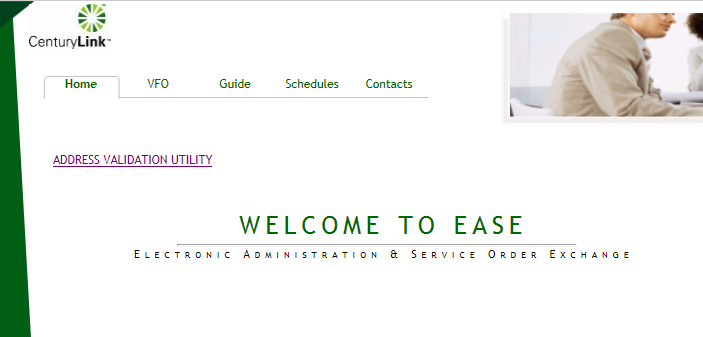 CenturyLink™
Home VFO Guide Schedules Contacts
ADDRESS VALIDATION UTILITY
WELCOME TO EASE
Electronic Administration & Service Order Exchange